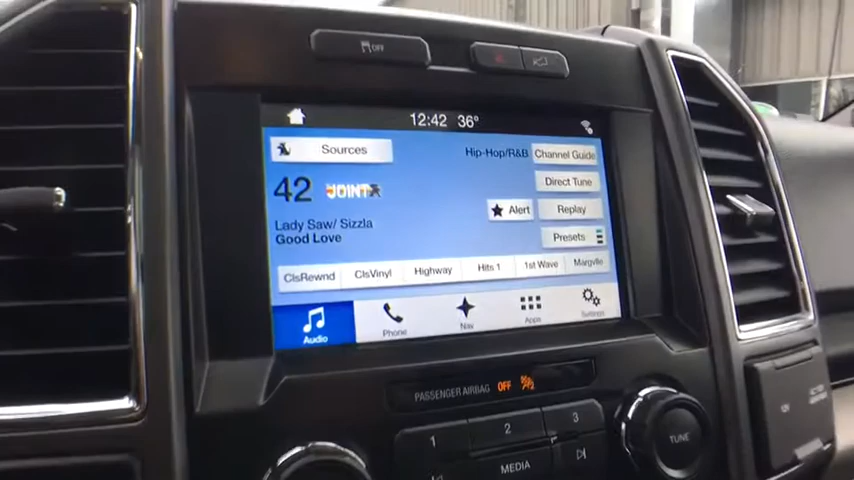 OFF
12:42 36°
Sources
Hip-Hop/R&B
Channel Guide
42 JOINT
Direct Tune
Alert
Replay
Lady Saw/ Sizzla
Good Love
Presets
ClsRewnd
ClsVinyl
Highway
Hits 1
1st Wave
Margvlle
Audio
Phone
Nav
Apps
Settings
PASSENGER AIRBAG OFF
1
2
3
MEDIA
TUNE